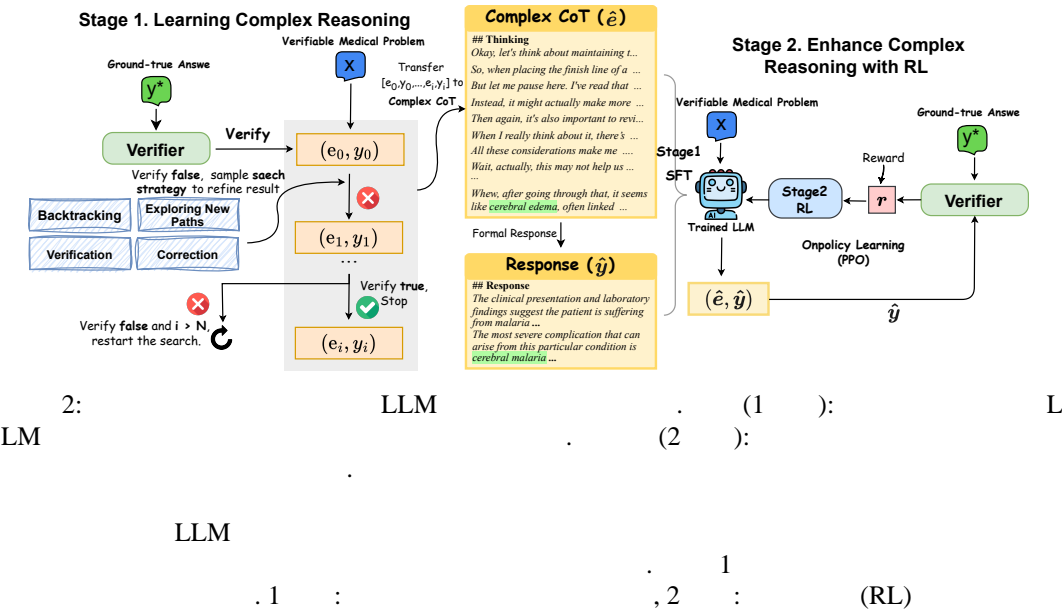 Stage 1. Learning Complex Reasoning
Verifiable Medical Problem
x
Ground-true Answe
y*
Verifier
Verify
(e₀, y₀)
Verify false, sample saech
strategy to refine result
Backtracking
Exploring New
Paths
Verification
Correction
(e₁, y₁)
...
Verify true,
Stop
Verify false and i > N,
restart the search.
(eᵢ, yᵢ)
Transfer
[e₀,y₀,...,eᵢ,yᵢ] to
Complex CoT
Complex CoT (ê)
## Thinking
Okay, let's think about maintaining t...
So, when placing the finish line of a ...
But let me pause here. I've read that ...
Instead, it might actually make more ...
Then again, it's also important to revi...
When I really think about it, there's ...
All these considerations make me ....
Wait, actually, this may not help us ...
...
Whew, after going through that, it seems
like cerebral edema, often linked ...
Formal Response
Response (ŷ)
## Response
The clinical presentation and laboratory
findings suggest the patient is suffering
from malaria ...
The most severe complication that can
arise from this particular condition is
cerebral malaria ...
Stage 2. Enhance Complex
Reasoning with RL
Verifiable Medical Problem
x
Stage1
SFT
AI
Trained LLM
(ê, ŷ)
ŷ
Stage2
RL
Reward
r
Ground-true Answe
y*
Verifier
Onpolicy Learning
(PPO)
2: LLM . (1 ): L
LM . (2 ):
.
LLM
. 1
. 1 : , 2 : (RL)